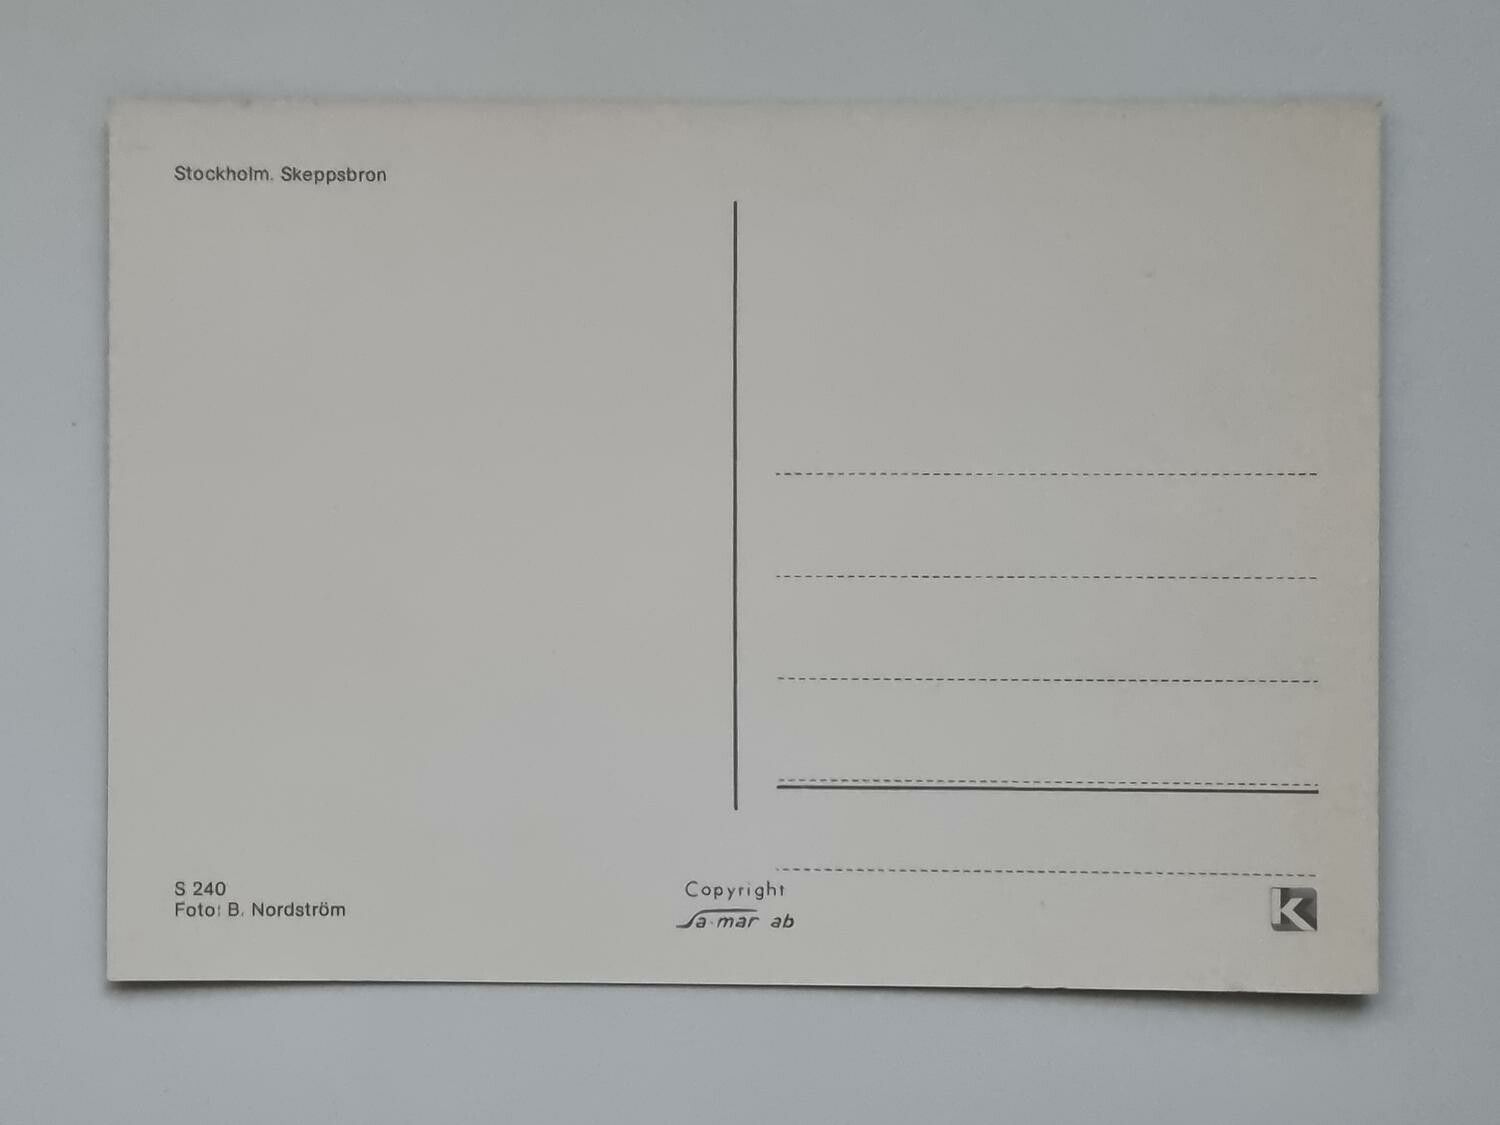 Stockholm. Skeppsbron
S 240
Foto: B. Nordström
Copyright
Sa-mar ab
K